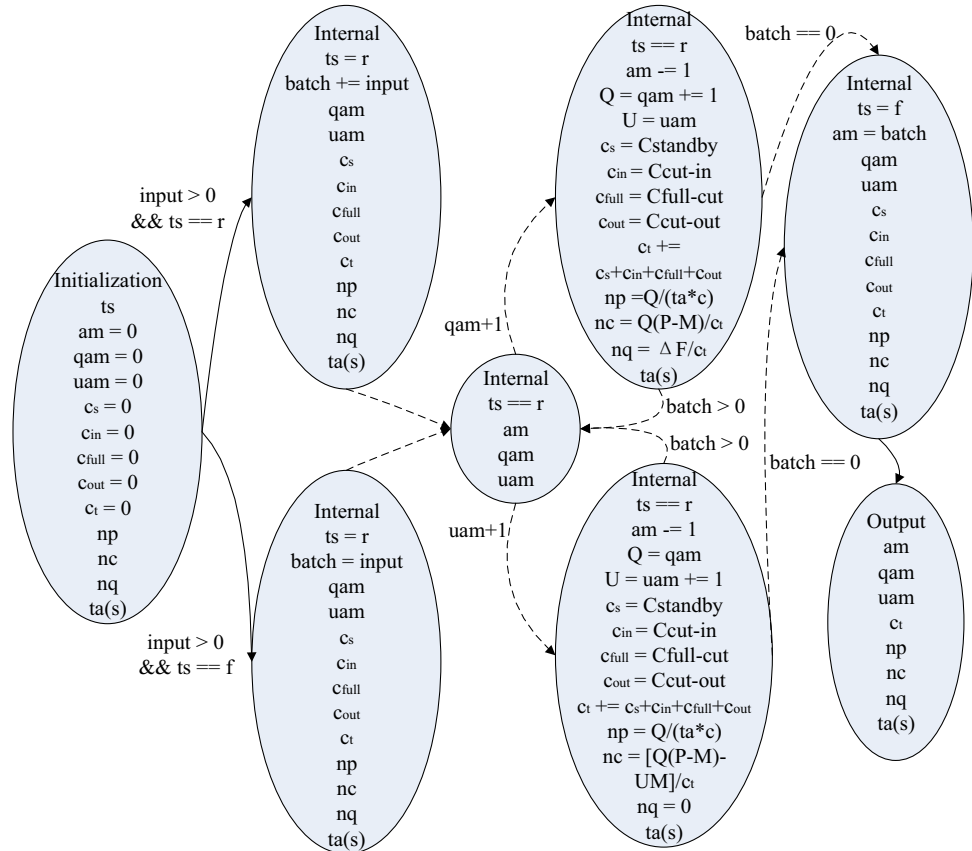 Initialization
ts
am = 0
qam = 0
uam = 0
cs = 0
cin = 0
cfull = 0
cout = 0
ct = 0
np
nc
nq
ta(s)
input > 0
&& ts == r
input > 0
&& ts == f
Internal
ts = r
batch += input
qam
uam
cs
cin
cfull
cout
ct
np
nc
nq
ta(s)
Internal
ts = r
batch = input
qam
uam
cs
cin
cfull
cout
ct
np
nc
nq
ta(s)
Internal
ts == r
am
qam
uam
qam+1
uam+1
Internal
ts == r
am -= 1
Q = qam += 1
U = uam
cs = Cstandby
cin = Ccut-in
cfull = Cfull-cut
cout = Ccut-out
ct +=
cs+cin+cfull+cout
np =Q/(ta*c)
nc = Q(P-M)/ct
nq = ΔF/ct
ta(s)
batch > 0
batch > 0
Internal
ts == r
am -= 1
Q = qam
U = uam += 1
cs = Cstandby
cin = Ccut-in
cfull = Cfull-cut
cout = Ccut-out
ct += cs+cin+cfull+cout
np = Q/(ta*c)
nc = [Q(P-M)-
UM]/ct
nq = 0
ta(s)
batch == 0
batch == 0
Internal
ts = f
am = batch
qam
uam
cs
cin
cfull
cout
ct
np
nc
nq
ta(s)
Output
am
qam
uam
ct
np
nc
nq
ta(s)